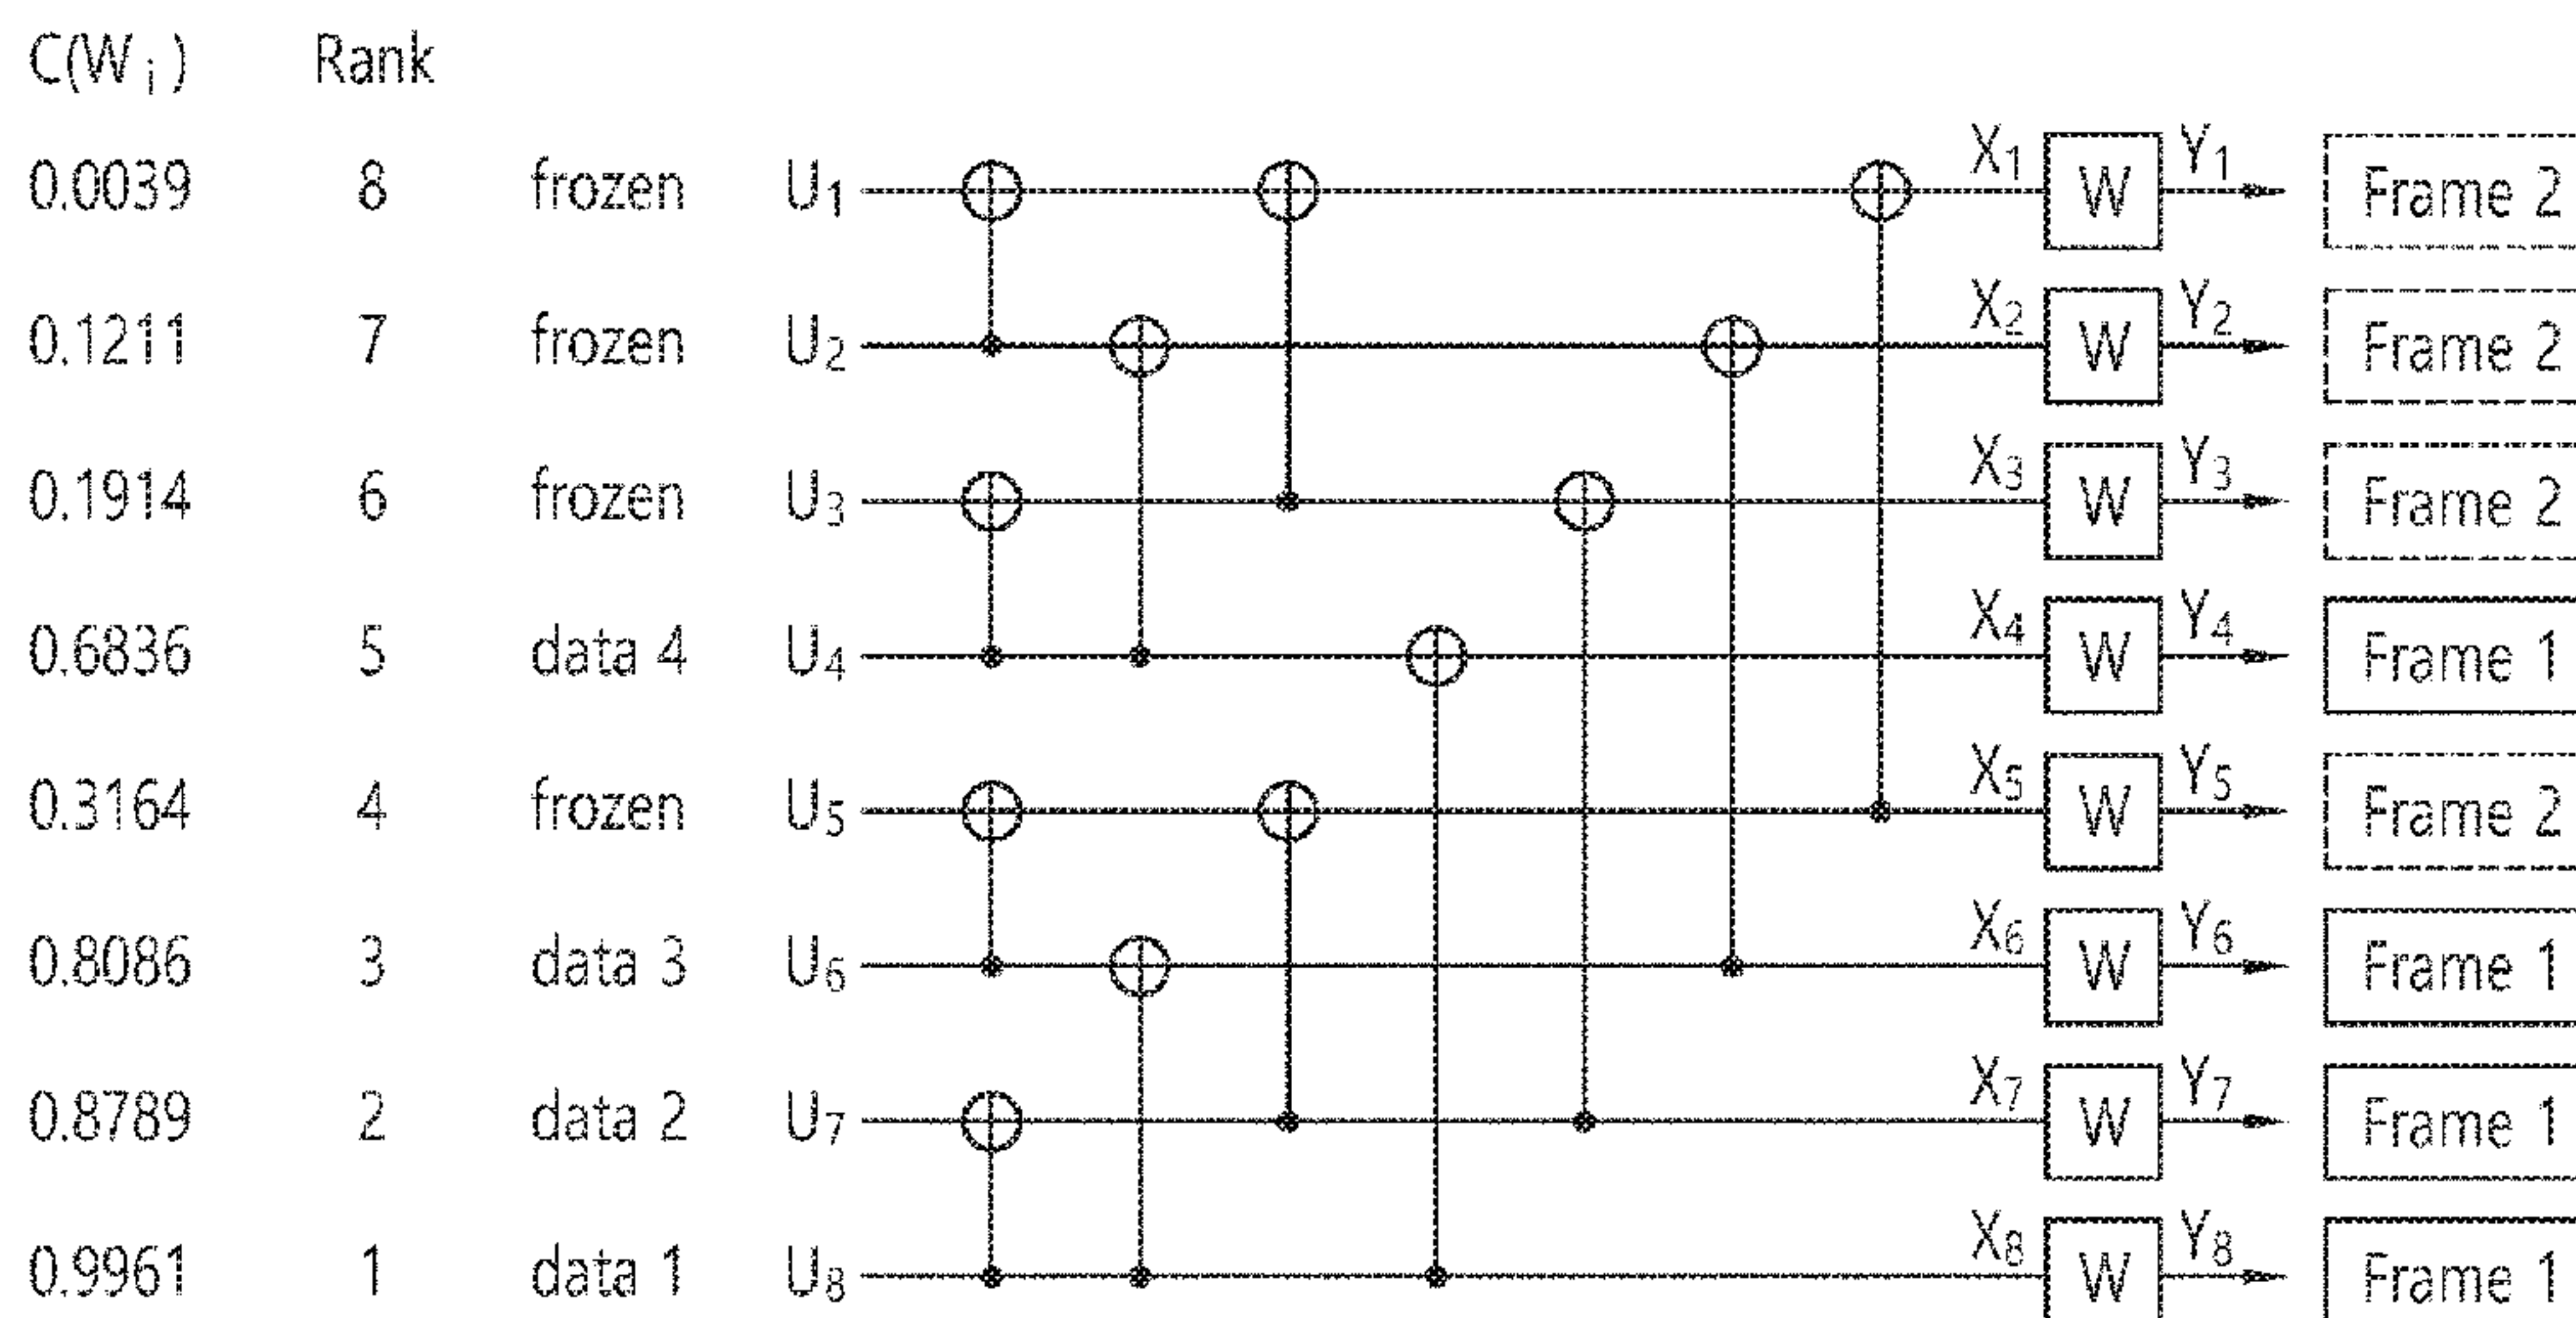 C(W i ) Rank
0.0039 8 frozen U1 X1 W Y1 Frame 2
0.1211 7 frozen U2 X2 W Y2 Frame 2
0.1914 6 frozen U3 X3 W Y3 Frame 2
0.6836 5 data 4 U4 X4 W Y4 Frame 1
0.3164 4 frozen U5 X5 W Y5 Frame 2
0.8086 3 data 3 U6 X6 W Y6 Frame 1
0.8789 2 data 2 U7 X7 W Y7 Frame 1
0.9961 1 data 1 U8 X8 W Y8 Frame 1